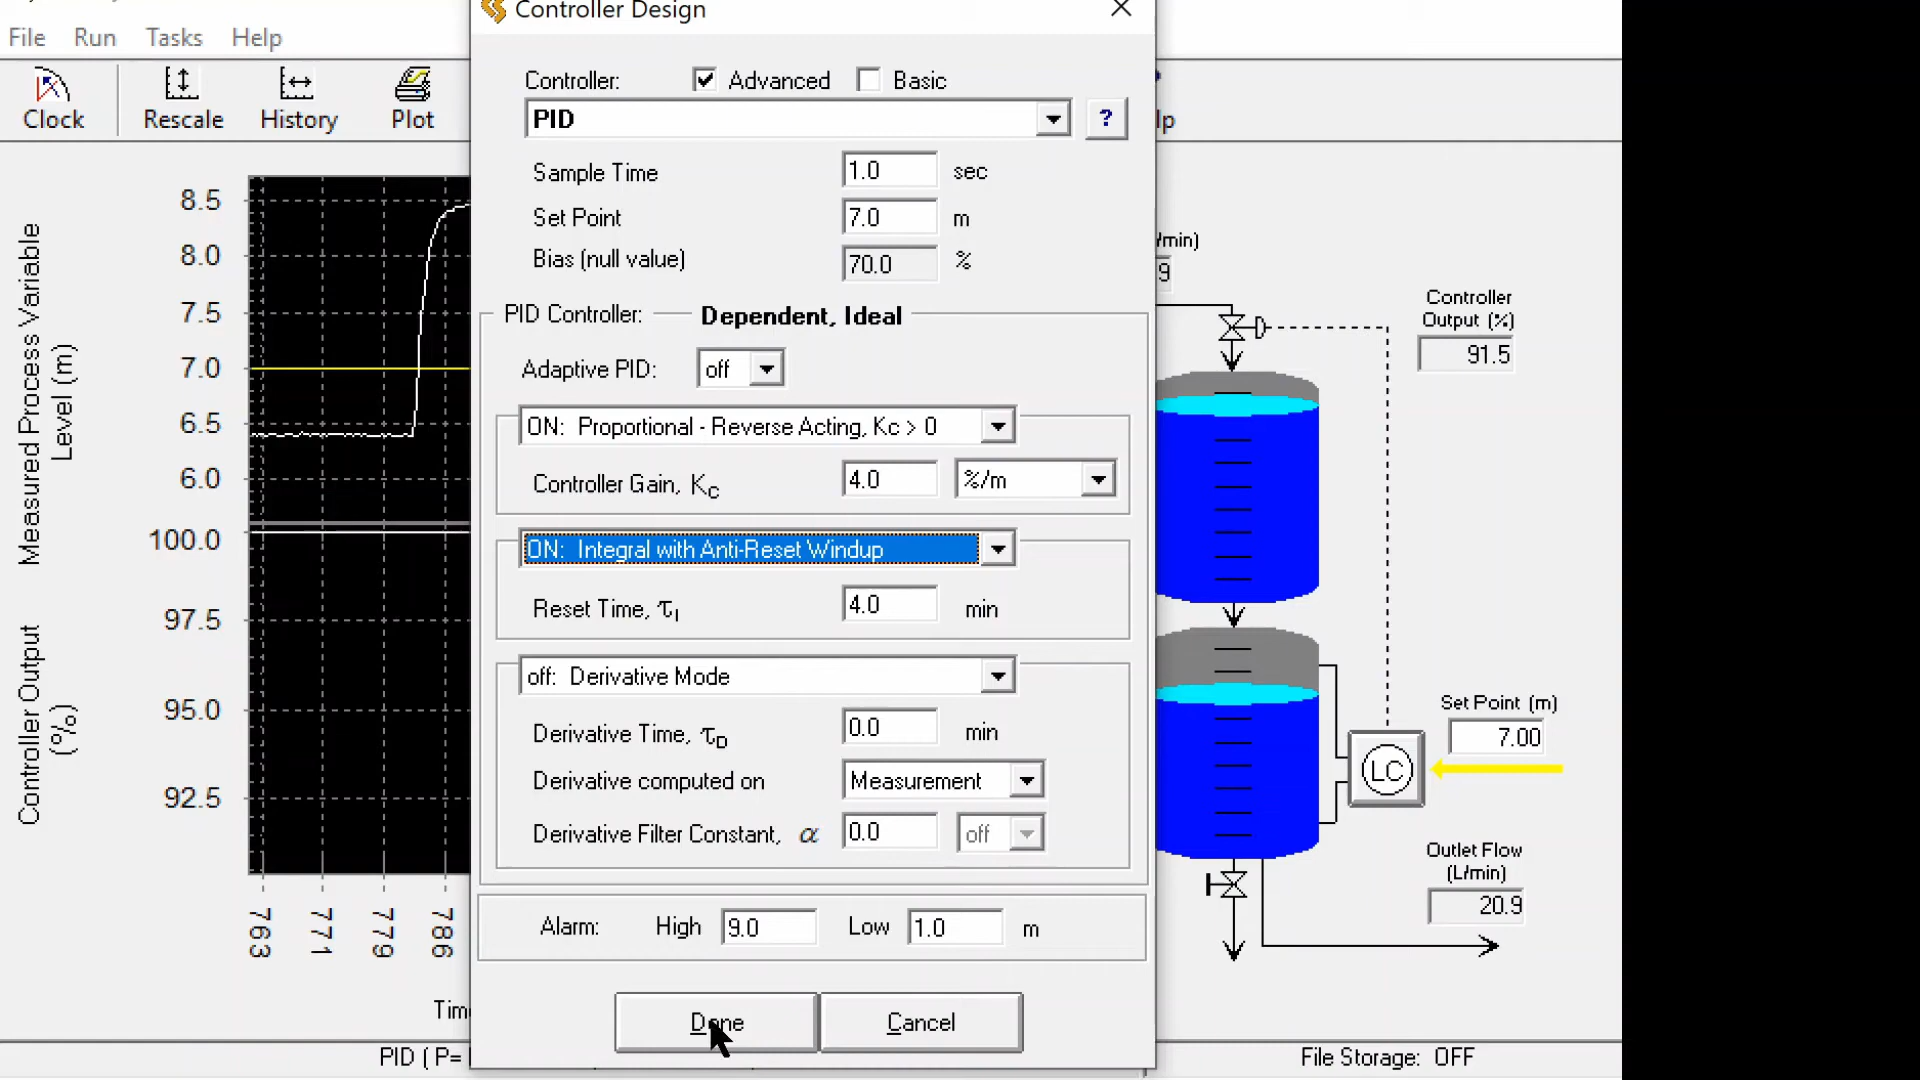 Controller Design
File Run Tasks Help
Controller: Advanced Basic
PID ?
Clock Rescale History Plot lp
Sample Time 1.0 sec
Set Point 7.0 m
Bias (null value) 70.0 %
PID Controller: Dependent, Ideal
Adaptive PID: off
ON: Proportional - Reverse Acting, Kc > 0
Controller Gain, KC 4.0 %/m
ON: Integral with Anti-Reset Windup
Reset Time, τI 4.0 min
off: Derivative Mode
Derivative Time, τD 0.0 min
Derivative computed on Measurement
Derivative Filter Constant, α 0.0 off
Alarm: High 9.0 Low 1.0 m
Done Cancel
Measured Process Variable
Level (m)
8.5
8.0
7.5
7.0
6.5
6.0
Controller Output
(%)
100.0
97.5
95.0
92.5
763 771 779 786
Tim
/min)
9
Controller
Output (%)
91.5
Set Point (m)
7.00
LC
Outlet Flow
(L/min)
20.9
PID ( P=
File Storage: OFF